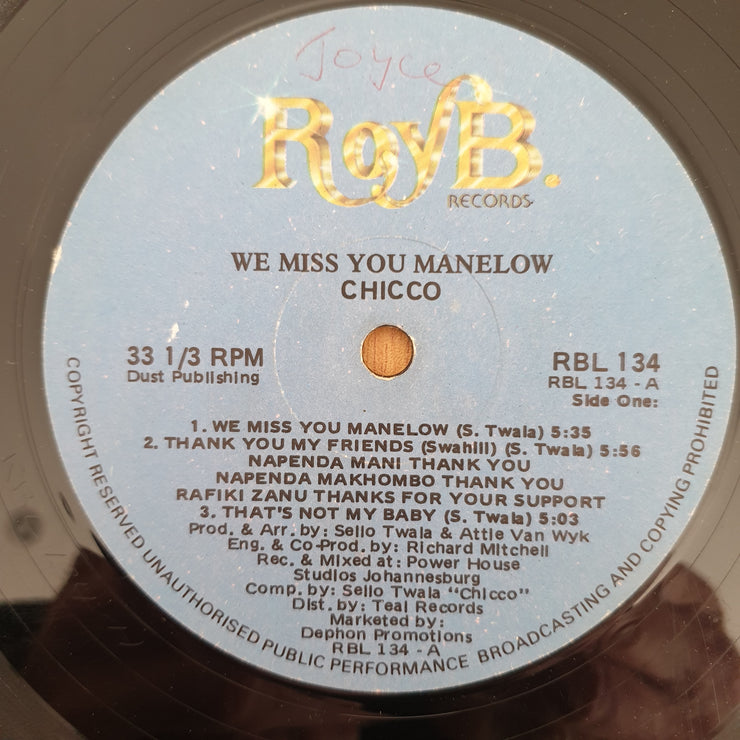 Joyce
Roy B.
RECORDS
WE MISS YOU MANELOW
CHICCO
33 1/3 RPM
Dust Publishing
RBL 134
RBL 134 - A
Side One:
1. WE MISS YOU MANELOW (S. Twala) 5:35
2. THANK YOU MY FRIENDS (Swahili) (S. Twala) 5:56
NAPENDA MANI THANK YOU
NAPENDA MAKHOMBO THANK YOU
RAFIKI ZANU THANKS FOR YOUR SUPPORT
3. THAT'S NOT MY BABY (S. Twala) 5:03
Prod. & Arr. by: Sello Twala & Attie Van Wyk
Eng. & Co-Prod. by: Richard Mitchell
Rec. & Mixed at: Power House
Studios Johannesburg
Comp. by: Sello Twala "Chicco"
Dist. by: Teal Records
Marketed by:
Dephon Promotions
RBL 134 - A
COPYRIGHT RESERVED UNAUTHORISED PUBLIC PERFORMANCE BROADCASTING AND COPYING PROHIBITED